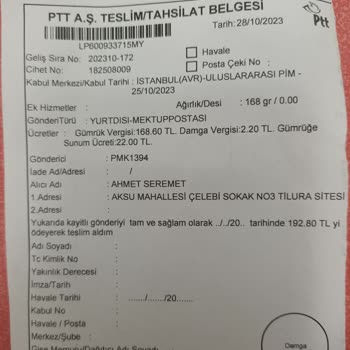 PTT A.Ş. TESLİM/TAHSİLAT BELGESİ
Tarih:28/10/2023
Ptt
LP600933715MY
Havale
Geliş Sıra No: 202310-172
Posta Çeki No :
Cihet No: 182508009
Kabul Merkezi/Kabul Tarihi : İSTANBUL(AVR)-ULUSLARARASI PİM -
25/10/2023
Ağırlık/Desi : 168 gr / 0.00
Ek Hizmetler :
GönderiTürü : YURTDISI-MEKTUPPOSTASI
Ücretler : Gümrük Vergisi:168.60 TL. Damga Vergisi:2.20 TL. Gümrüğe
Sunum Ücreti:22.00 TL.
Gönderici : PMK1394
İade Ad/Adresi : /
Alıcı Adı : AHMET SEREMET
1.Adresi : AKSU MAHALLESİ ÇELEBİ SOKAK NO3 TİLURA SİTESİ
2.Adresi :
Yukarıda kayitlı gönderiyi tam ve sağlam olarak ../../20.. tarihinde 192.80 TL yi
ödeyerek teslim aldım
Adı Soyadı :
Tc Kimlik No :
Yakınlık Derecesi :
İmza/Tarih :
Havale Tarihi : ......./......./20....
Kabul No :
Havale / Posta :
Merkez/Şube :
Damga